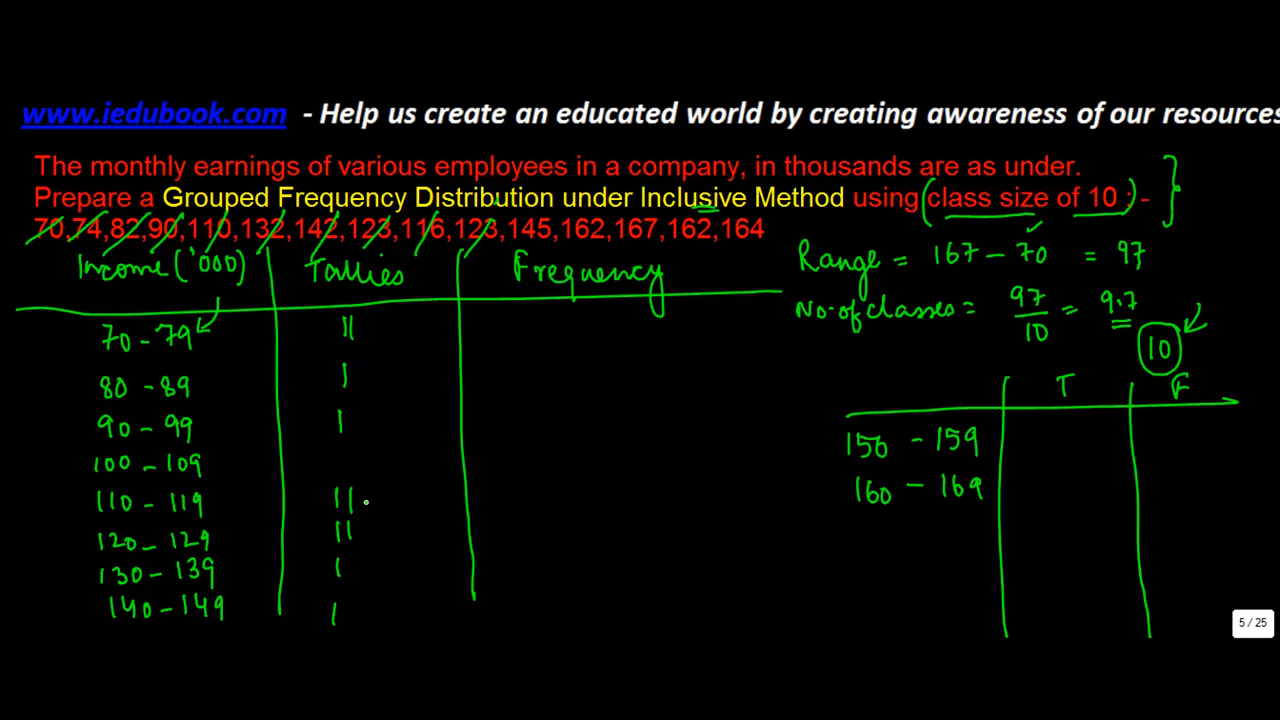 www.iedubook.com - Help us create an educated world by creating awareness of our resources
The monthly earnings of various employees in a company, in thousands are as under.
Prepare a Grouped Frequency Distribution under Inclusive Method using (class size of 10 :-
70,74,82,90,110,132,142,123,116,123,145,162,167,162,164
Range = 167 - 70 = 97
Income ('000) Tallies Frequency
No. of classes = 97/10 = 9.7
10
70 - 79 ||
80 - 89 |
90 - 99 |
100 - 109
110 - 119 ||
120 - 129 ||
130 - 139 |
140 - 149 |
T F
150 - 159
160 - 169
5 / 25